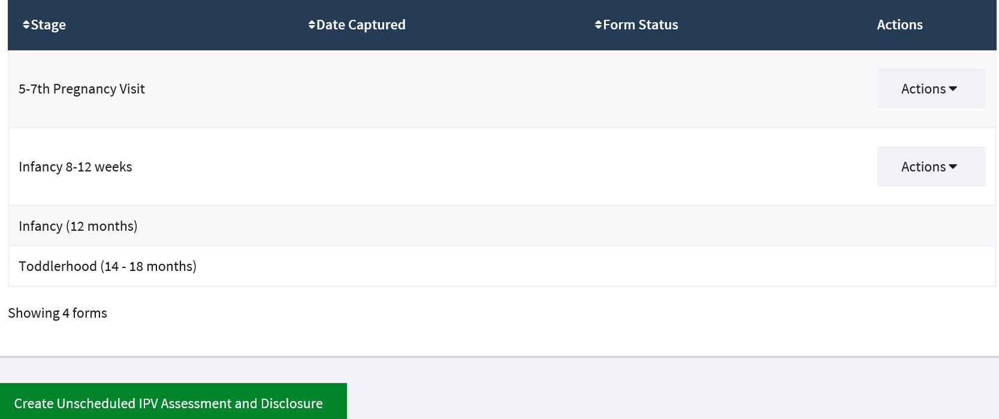 Stage Date Captured Form Status Actions
5-7th Pregnancy Visit Actions
Infancy 8-12 weeks Actions
Infancy (12 months)
Toddlerhood (14 - 18 months)
Showing 4 forms
Create Unscheduled IPV Assessment and Disclosure